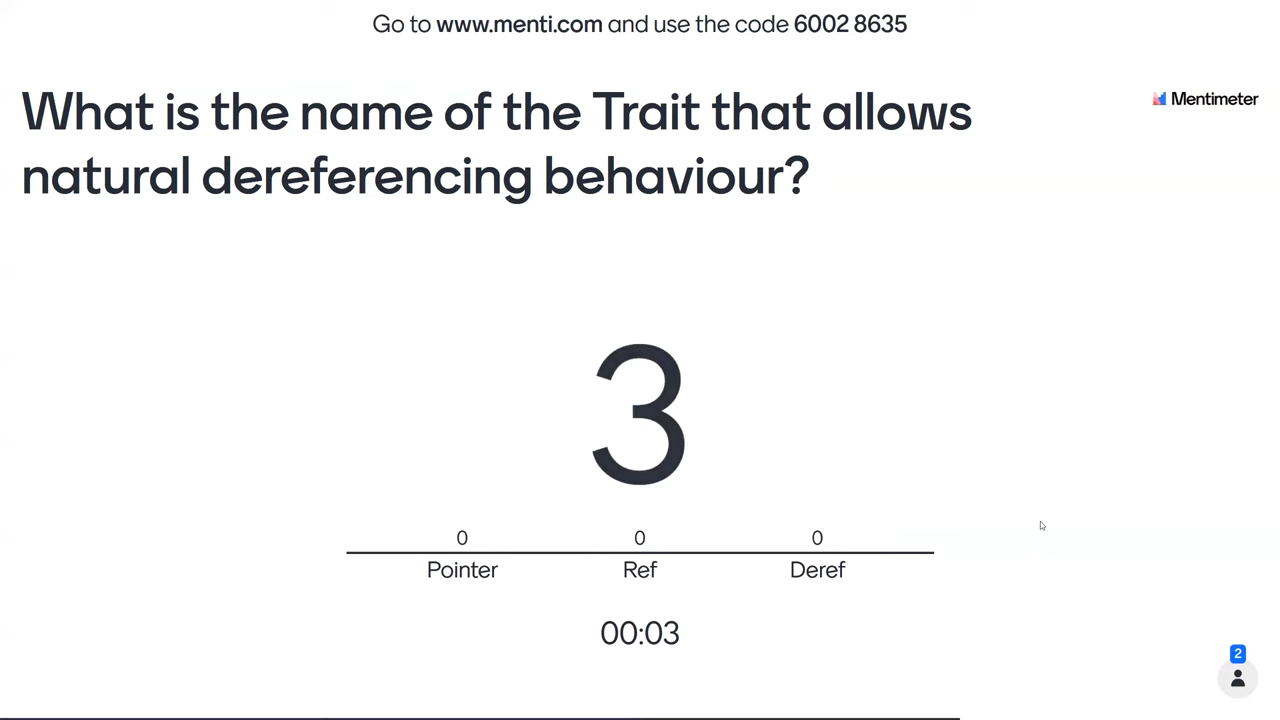 Go to www.menti.com and use the code 6002 8635
What is the name of the Trait that allows
natural dereferencing behaviour?
Mentimeter
3
0 0 0
Pointer Ref Deref
00:03
2